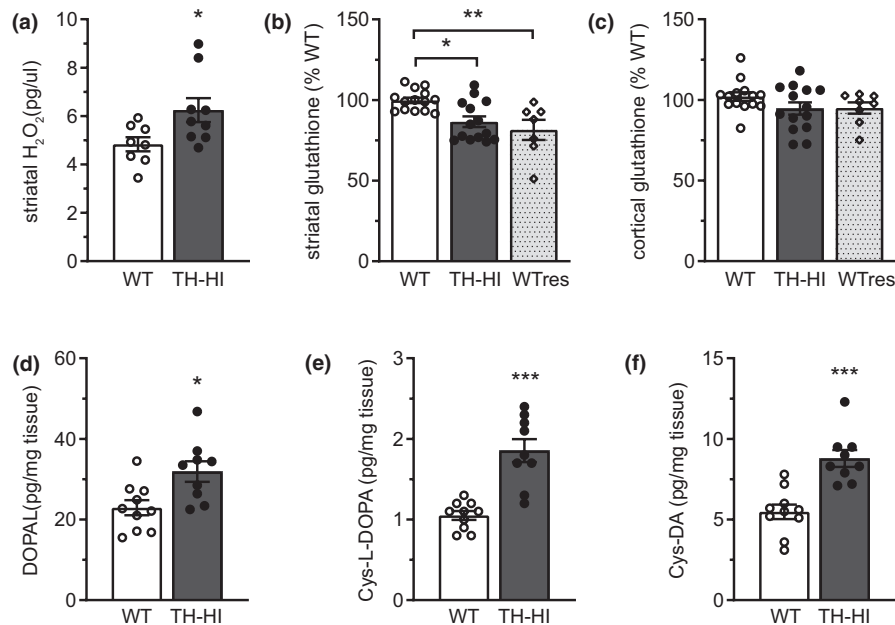 (a)
striatal H₂O₂(pg/ul)
10
8
6
4
2
0
*
WT TH-HI
(b)
striatal glutathione (% WT)
150
100
50
0
**
*
WT TH-HI WTres
(c)
cortical glutathione (% WT)
150
100
50
0
WT TH-HI WTres
(d)
DOPAL(pg/mg tissue)
60
40
20
0
*
WT TH-HI
(e)
Cys-L-DOPA (pg/mg tissue)
3
2
1
0
***
WT TH-HI
(f)
Cys-DA (pg/mg tissue)
15
10
5
0
***
WT TH-HI